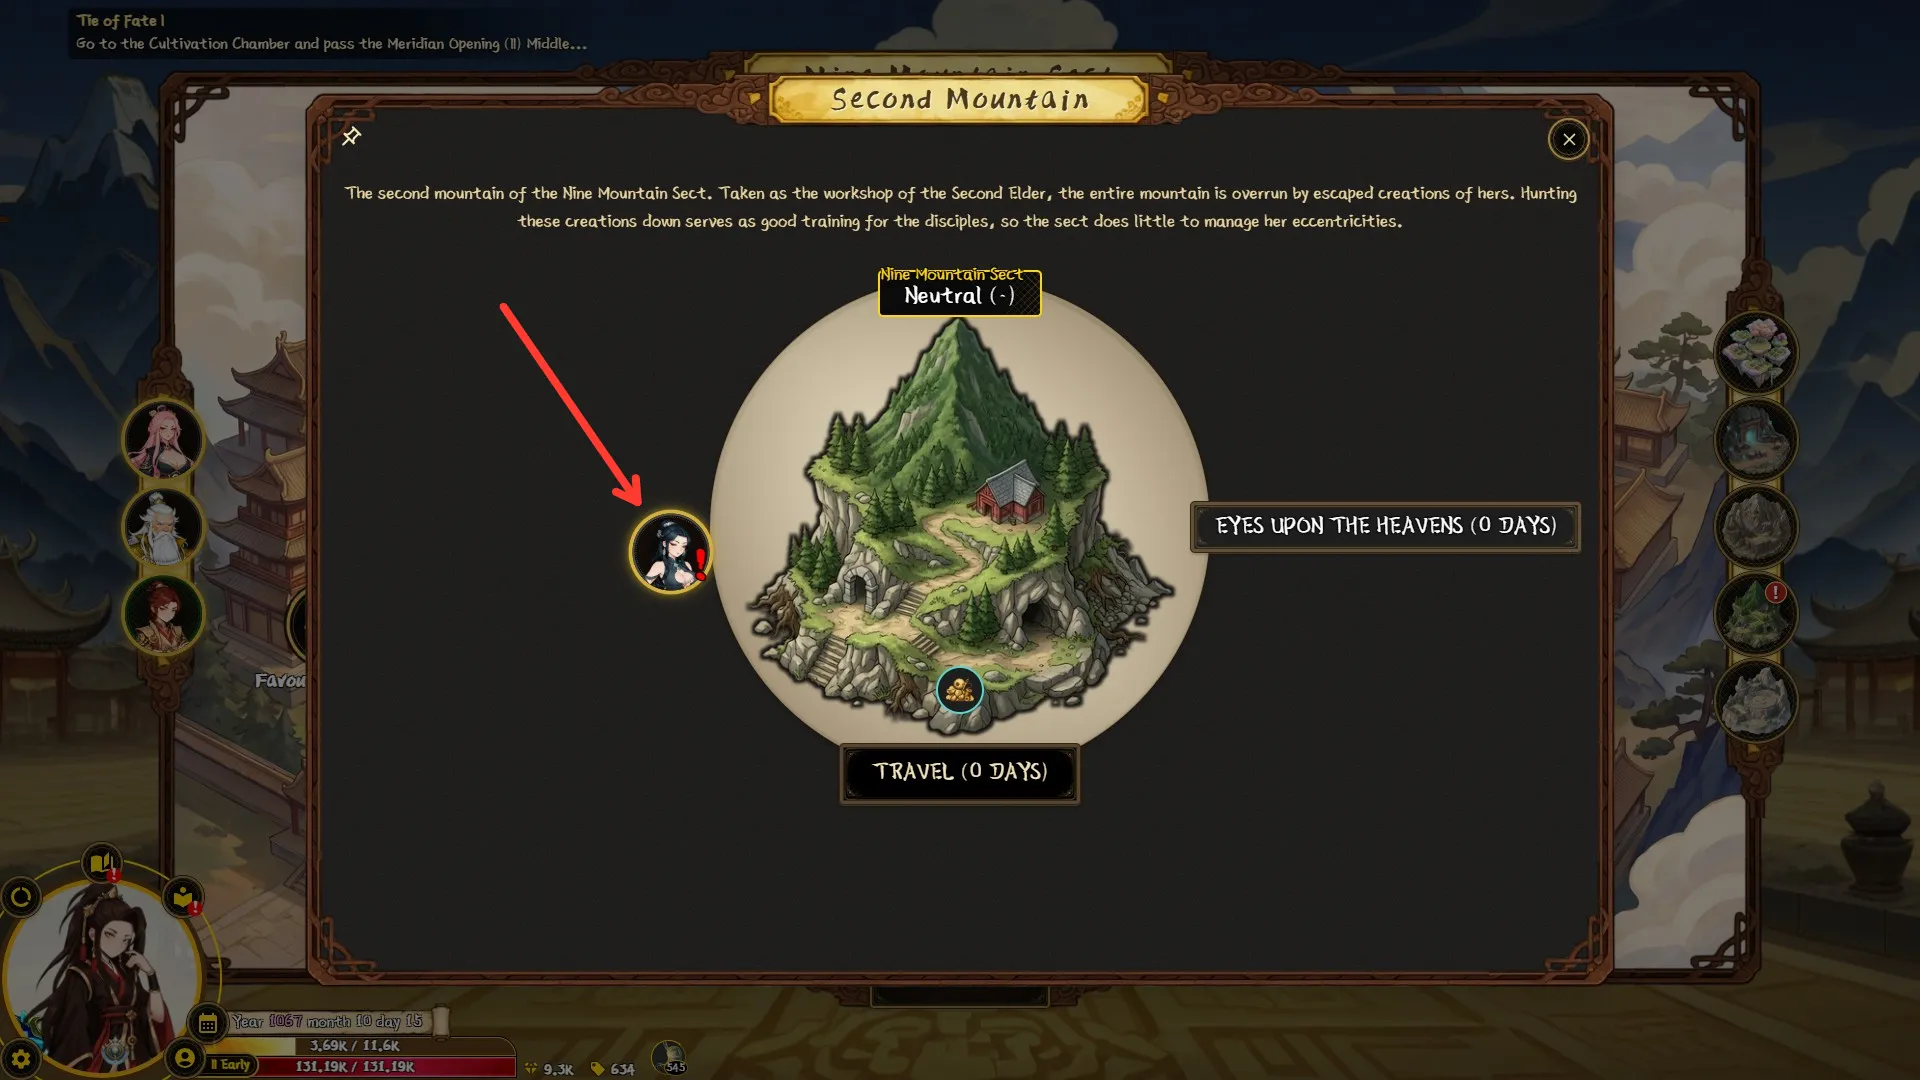 Tie of Fate I
Go to the Cultivation Chamber and pass the Meridian Opening (II) Middle...
Nine Mountain Sect
Second Mountain
The second mountain of the Nine Mountain Sect. Taken as the workshop of the Second Elder, the entire mountain is overrun by escaped creations of hers. Hunting
these creations down serves as good training for the disciples, so the sect does little to manage her eccentricities.
Nine Mountain Sect
Neutral (-)
EYES UPON THE HEAVENS (0 DAYS)
Favou
TRAVEL (0 DAYS)
Year 1067 month 10 day 15
3.69K / 11.6K
II Early
131.19K / 131.19K
9.3K
634
545